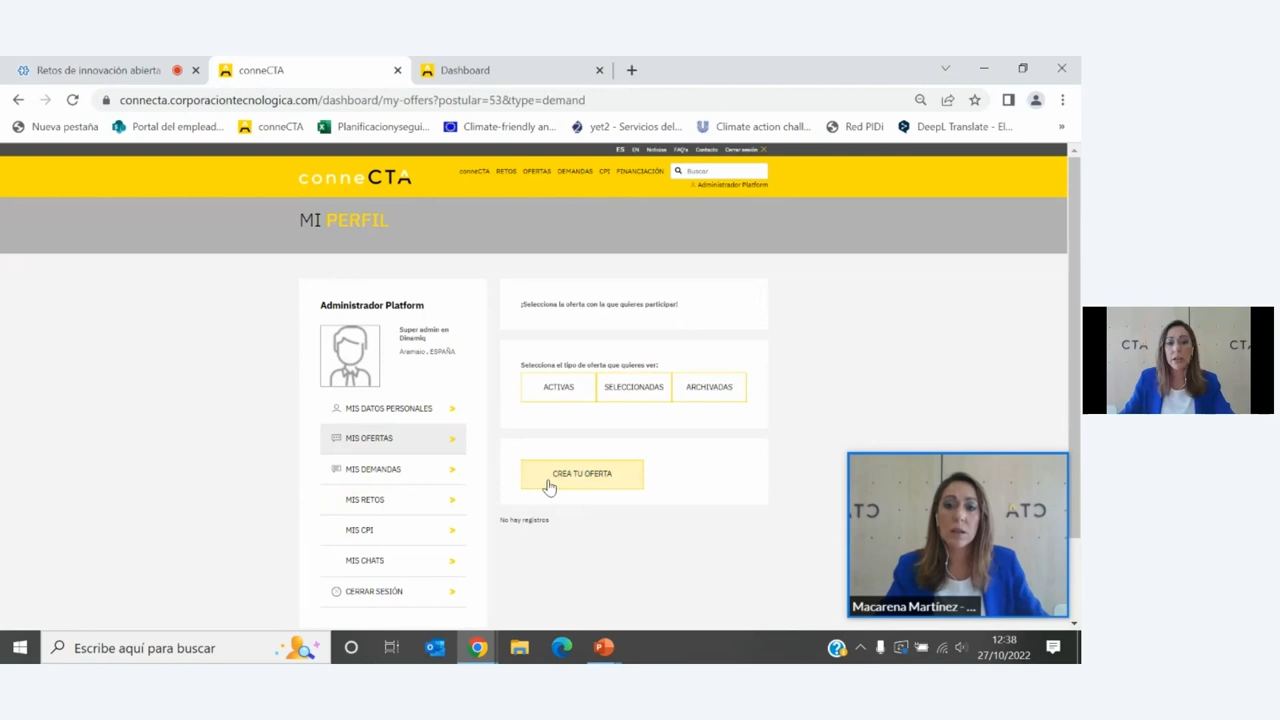 Retos de innovación abierta
conneCTA
Dashboard
connecta.corporaciontecnologica.com/dashboard/my-offers?postular=53&type=demand
Nueva pestaña
Portal del emplead...
conneCTA
Planificacionysegui...
Climate-friendly an...
yet2 - Servicios del...
Climate action chall...
Red PIDi
DeepL Translate - El...
»
ES EN Noticias FAQ's Contacto Cerrar sesión
conneCTA
conneCTA RETOS OFERTAS DEMANDAS CPI FINANCIACIÓN
Buscar
Administrador Platform
MI PERFIL
Administrador Platform
Super admin en
Dinamiq
Aramaio , ESPAÑA
MIS DATOS PERSONALES >
MIS OFERTAS >
MIS DEMANDAS >
MIS RETOS >
MIS CPI >
MIS CHATS >
CERRAR SESIÓN >
¡Selecciona la oferta con la que quieres participar!
Selecciona el tipo de oferta que quieres ver:
ACTIVAS
SELECCIONADAS
ARCHIVADAS
CREA TU OFERTA
No hay registros
CTA
CTA
Macarena Martínez - ...
CTA
CT
Escribe aquí para buscar
12:38
27/10/2022